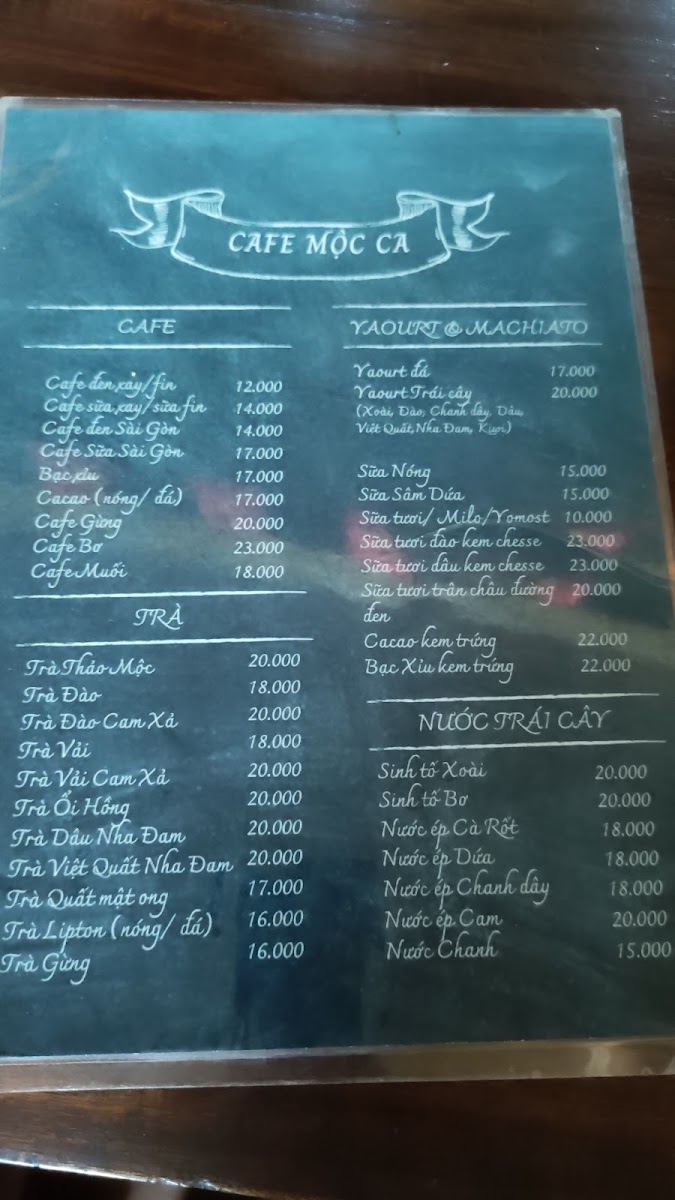 CAFE MỘC CA
CAFE
Cafe đen xay/fin 12.000
Cafe sữa xay/sữa fin 14.000
Cafe đen Sài Gòn 14.000
Cafe Sữa Sài Gòn 17.000
Bạc xỉu 17.000
Cacao (nóng/ đá) 17.000
Cafe Gừng 20.000
Cafe Bơ 23.000
Cafe Muối 18.000
TRÀ
Trà Thảo Mộc 20.000
Trà Đào 18.000
Trà Đào Cam Xả 20.000
Trà Vải 18.000
Trà Vải Cam Xả 20.000
Trà Ổi Hồng 20.000
Trà Dâu Nha Đam 20.000
Trà Việt Quất Nha Đam 20.000
Trà Quất mật ong 17.000
Trà Lipton (nóng/ đá) 16.000
Trà Gừng 16.000
YAOURT & MACHIATO
Yaourt đá 17.000
Yaourt Trái cây 20.000
(Xoài, Đào, Chanh dây, Dâu,
Việt Quất, Nha Đam, Kiwi)
Sữa Nóng 15.000
Sữa Sâm Dứa 15.000
Sữa tươi/ Milo/Yomost 10.000
Sữa tươi đào kem chesse 23.000
Sữa tươi dâu kem chesse 23.000
Sữa tươi trân châu đường 20.000
đen
Cacao kem trứng 22.000
Bạc Xỉu kem trứng 22.000
NƯỚC TRÁI CÂY
Sinh tố Xoài 20.000
Sinh tố Bơ 20.000
Nước ép Cà Rốt 18.000
Nước ép Dứa 18.000
Nước ép Chanh dây 18.000
Nước ép Cam 20.000
Nước Chanh 15.000